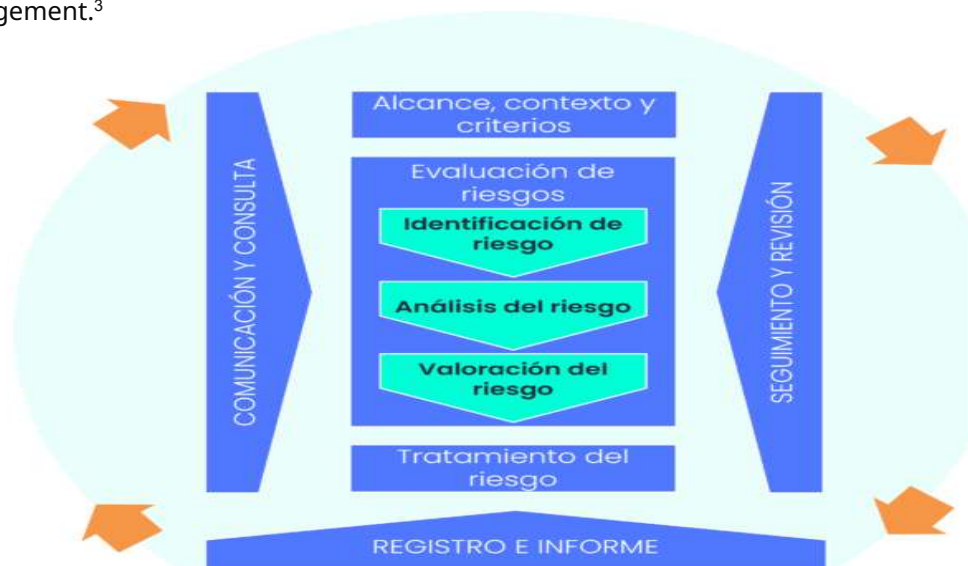 gement.³
Alcance, contexto y
criterios
Evaluación de
riesgos
Identificación de
riesgo
Análisis del riesgo
Valoración del
riesgo
Tratamiento del
riesgo
COMUNICACIÓN Y CONSULTA
SEGUIMIENTO Y REVISIÓN
REGISTRO E INFORME